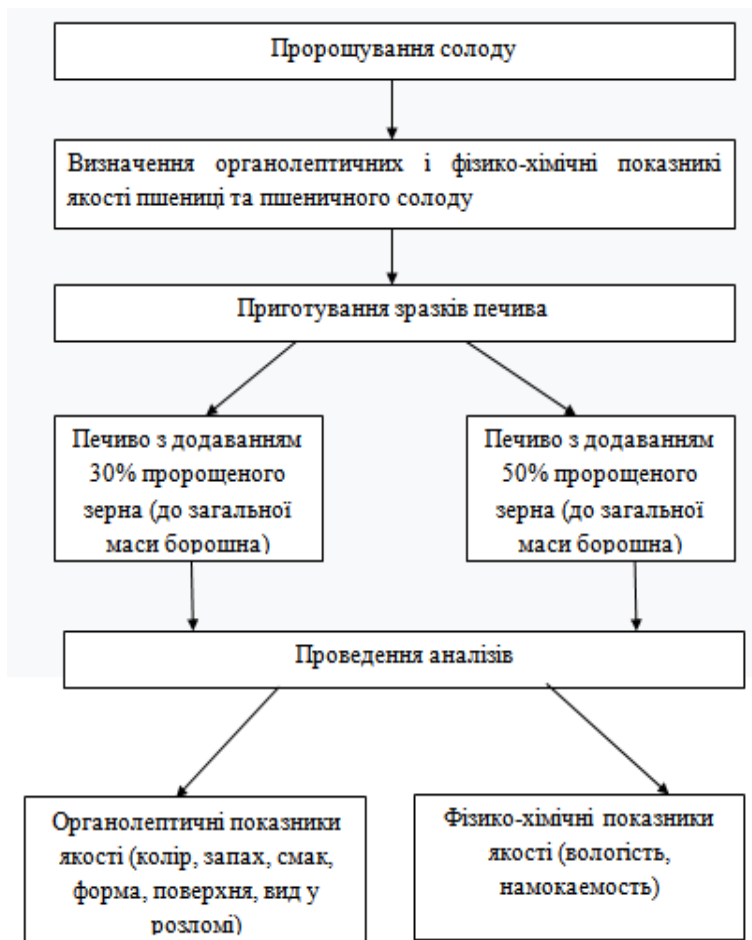 Пророщування солоду
Визначення органолептичних і фізико-хімічні показникі
якості пшениці та пшеничного солоду
Приготування зразків печива
Печиво з додаванням
30% пророщеного
зерна (до загальної
маси борошна)
Печиво з додаванням
50% пророщеного
зерна (до загальної
маси борошна)
Проведення аналізів
Органолептичні показники
якості (колір, запах, смак,
форма, поверхня, вид у
розломі)
Фізико-хімічні показники
якості (вологість,
намокаемость)